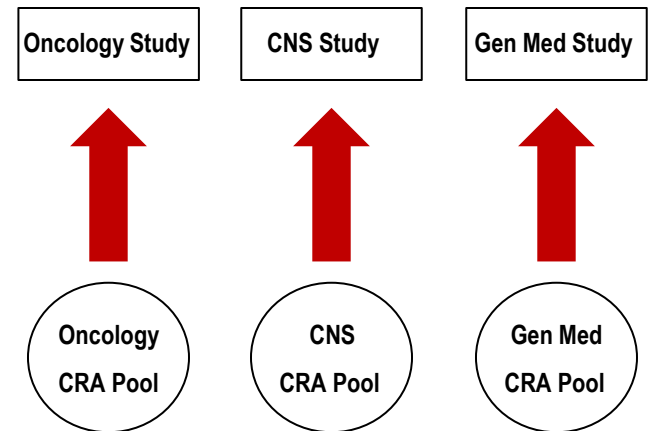 Oncology Study
CNS Study
Gen Med Study
Oncology
CRA Pool
CNS
CRA Pool
Gen Med
CRA Pool